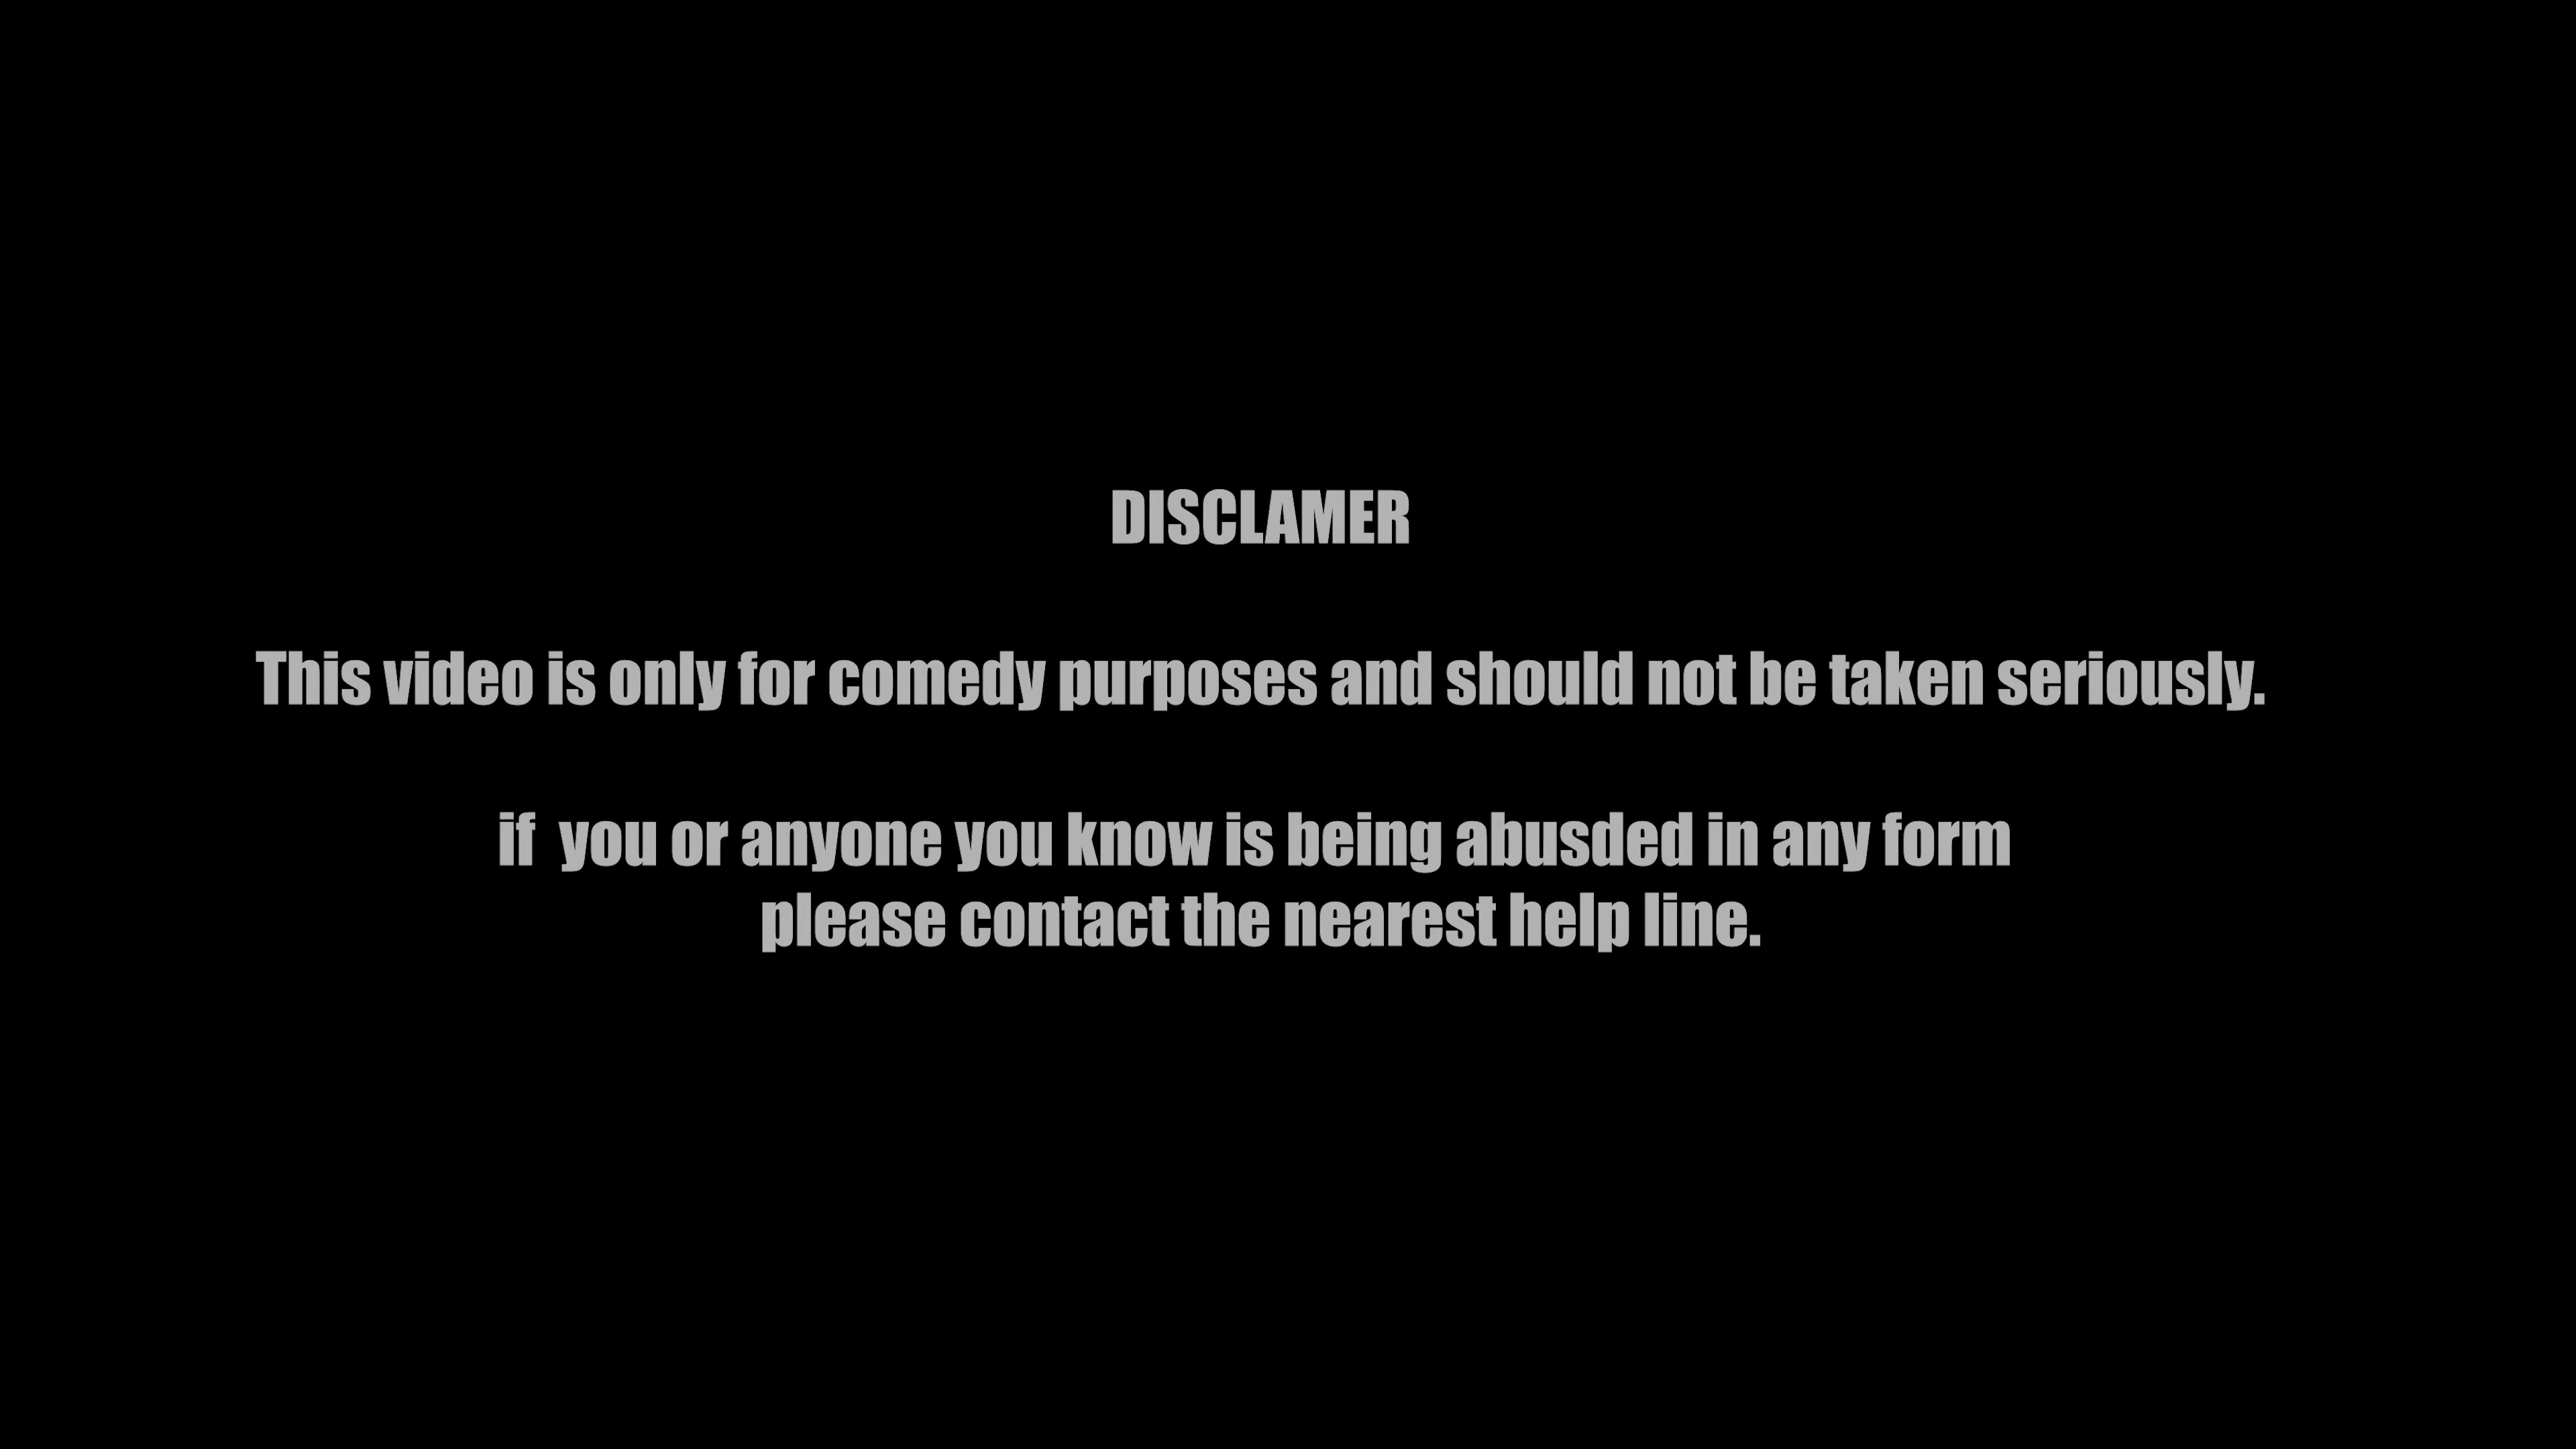 DISCLAMER
This video is only for comedy purposes and should not be taken seriously.
if  you or anyone you know is being abusded in any form
please contact the nearest help line.